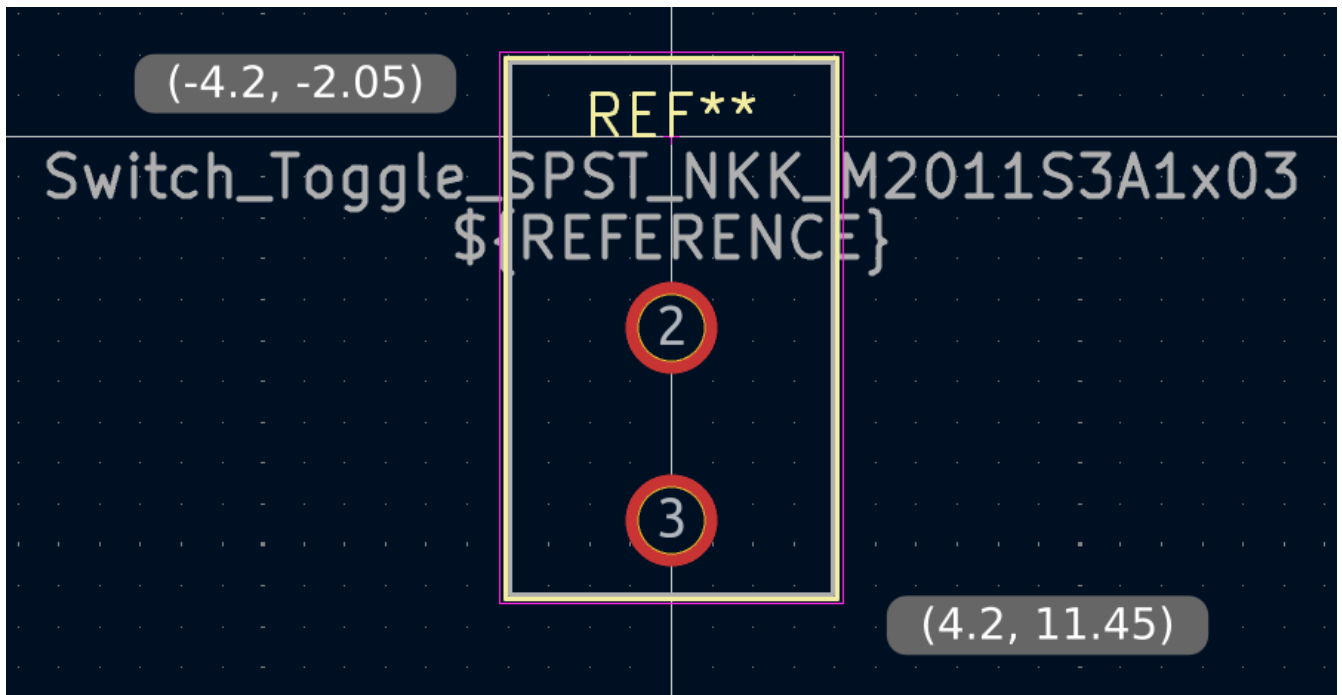 (-4.2, -2.05)
REF**
Switch_Toggle_SPST_NKK_M2011S3A1x03
${REFERENCE}
2
3
(4.2, 11.45)